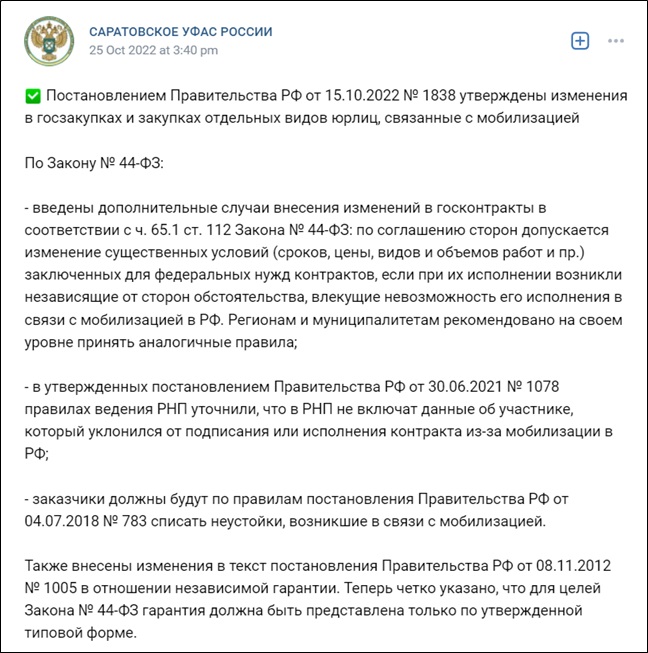 САРАТОВСКОЕ УФАС РОССИИ
25 Oct 2022 at 3:40 pm
✅ Постановлением Правительства РФ от 15.10.2022 № 1838 утверждены изменения
в госзакупках и закупках отдельных видов юрлиц, связанные с мобилизацией
По Закону № 44-ФЗ:
- введены дополнительные случаи внесения изменений в госконтракты в
соответствии с ч. 65.1 ст. 112 Закона № 44-ФЗ: по соглашению сторон допускается
изменение существенных условий (сроков, цены, видов и объемов работ и пр.)
заключенных для федеральных нужд контрактов, если при их исполнении возникли
независящие от сторон обстоятельства, влекущие невозможность его исполнения в
связи с мобилизацией в РФ. Регионам и муниципалитетам рекомендовано на своем
уровне принять аналогичные правила;
- в утвержденных постановлением Правительства РФ от 30.06.2021 № 1078
правилах ведения РНП уточнили, что в РНП не включат данные об участнике,
который уклонился от подписания или исполнения контракта из-за мобилизации в
РФ;
- заказчики должны будут по правилам постановления Правительства РФ от
04.07.2018 № 783 списать неустойки, возникшие в связи с мобилизацией.
Также внесены изменения в текст постановления Правительства РФ от 08.11.2012
№ 1005 в отношении независимой гарантии. Теперь четко указано, что для целей
Закона № 44-ФЗ гарантия должна быть представлена только по утвержденной
типовой форме.